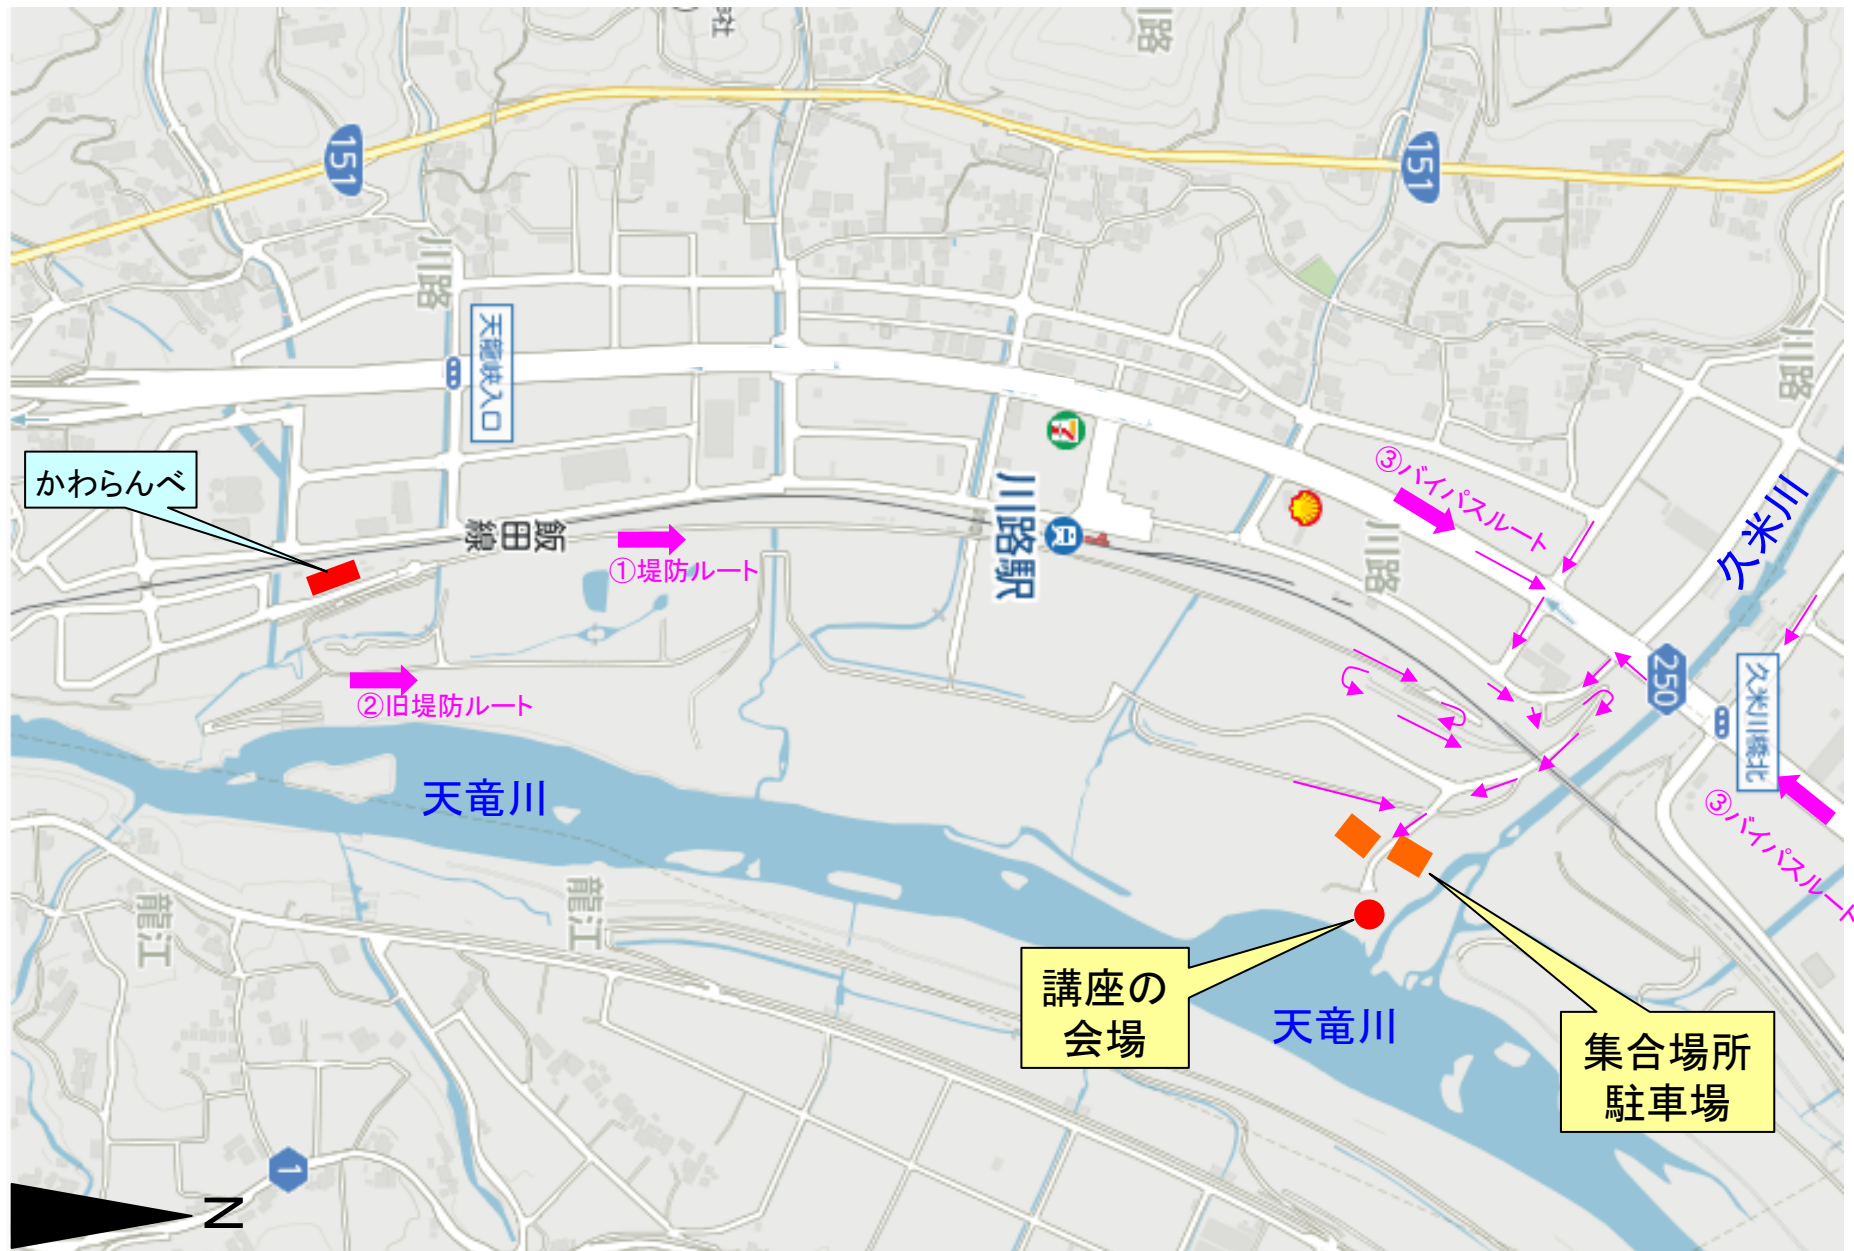 川路
151
151
川路
天龍峡入口
川路
かわらんべ
飯田
線
①堤防ルート
②旧堤防ルート
川路駅
川路
③バイパスルート
久米川
250
久米川橋北
③バイパスルート
天竜川
龍江
龍江
講座の
会場
天竜川
集合場所
駐車場
1
N